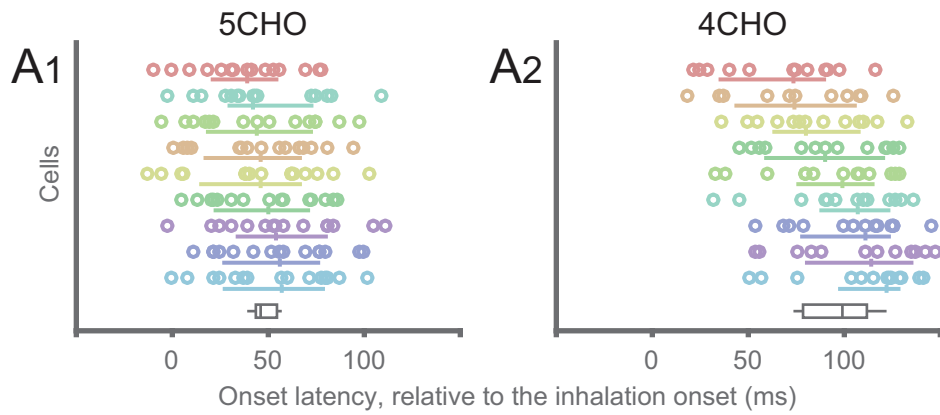 5CHO
4CHO
A1
A2
Cells
0 50 100
0 50 100
Onset latency, relative to the inhalation onset (ms)